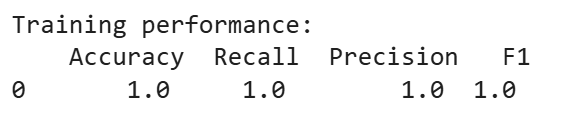 Training performance:
Accuracy Recall Precision F1
0 1.0 1.0 1.0 1.0